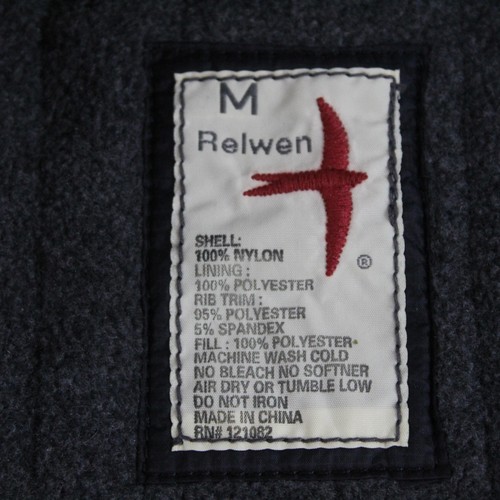 M
Relwen
®
SHELL:
100% NYLON
LINING :
100% POLYESTER
RIB TRIM :
95% POLYESTER
5% SPANDEX
FILL : 100% POLYESTER
MACHINE WASH COLD
NO BLEACH NO SOFTNER
AIR DRY OR TUMBLE LOW
DO NOT IRON
MADE IN CHINA
RN# 121082